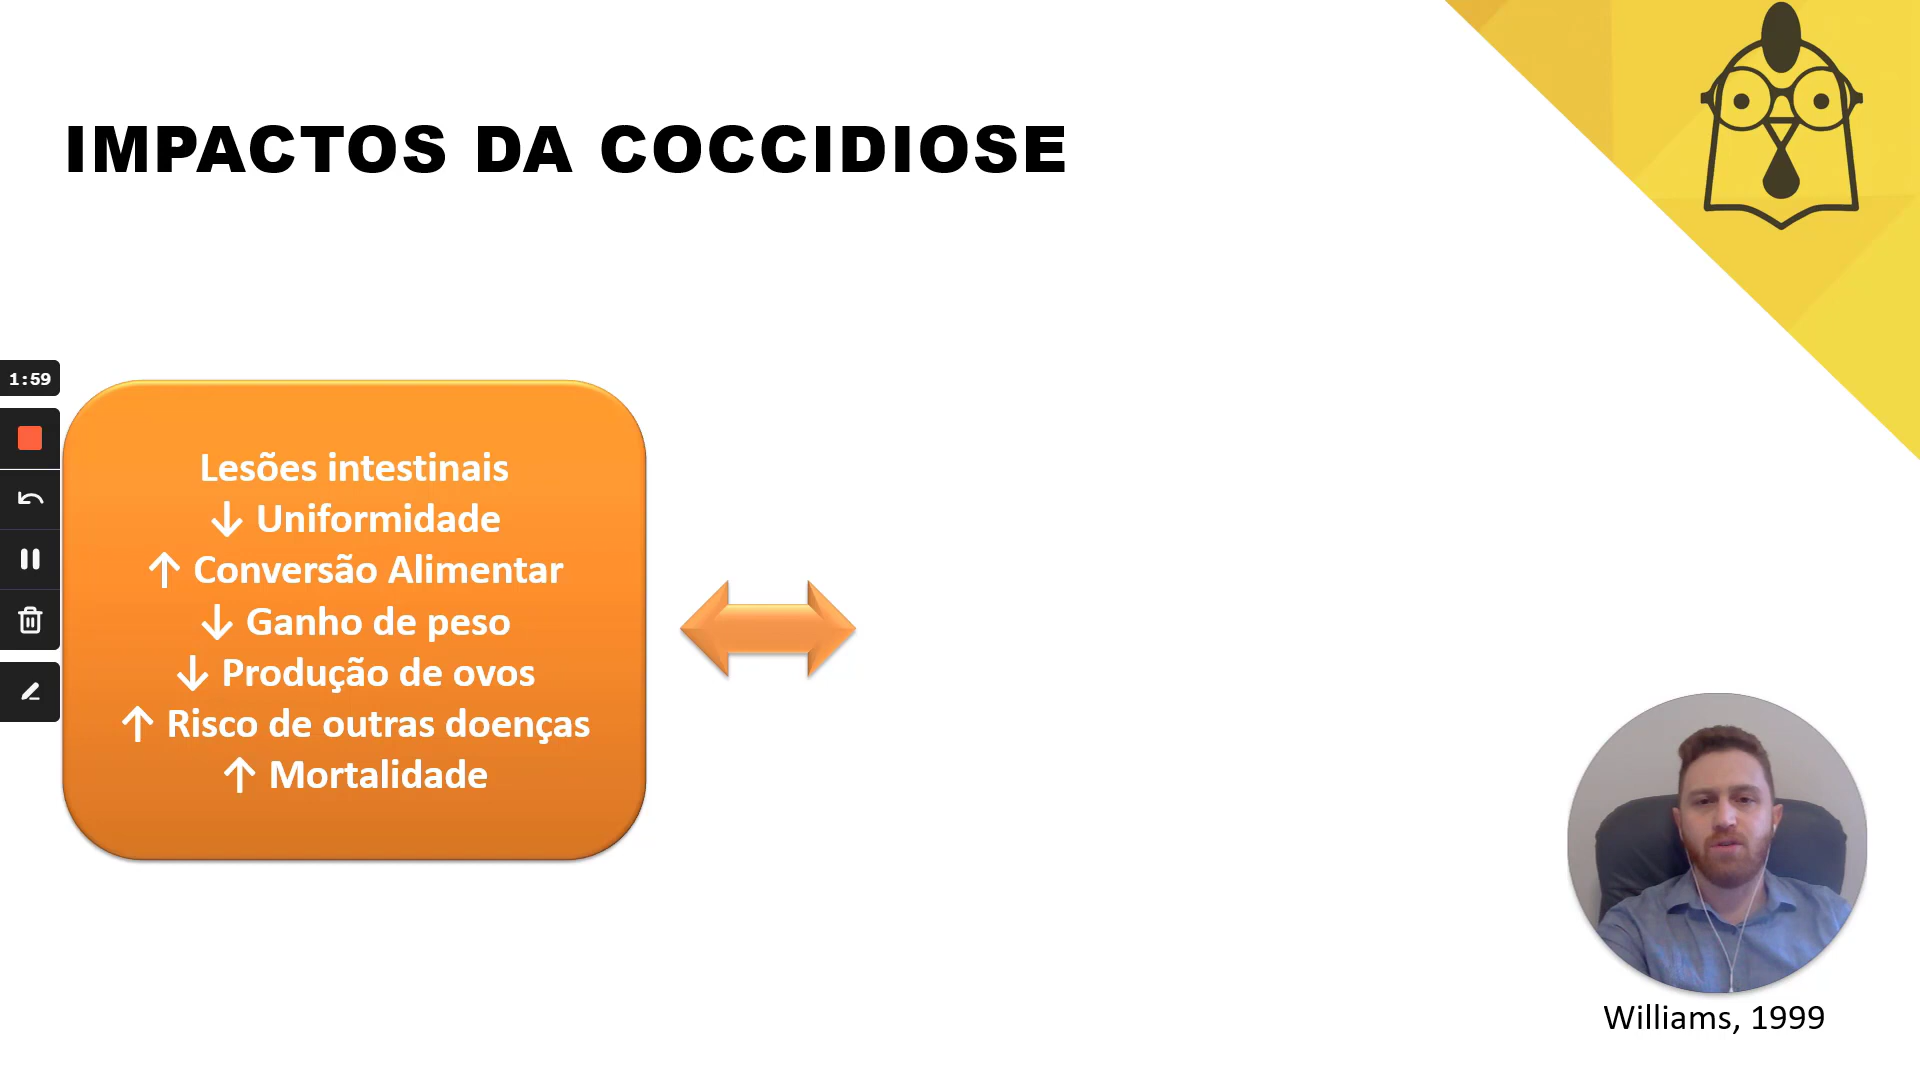 IMPACTOS DA COCCIDIOSE
1:59
Lesões intestinais
↓ Uniformidade
↑ Conversão Alimentar
↓ Ganho de peso
↓ Produção de ovos
↑ Risco de outras doenças
↑ Mortalidade
Williams, 1999